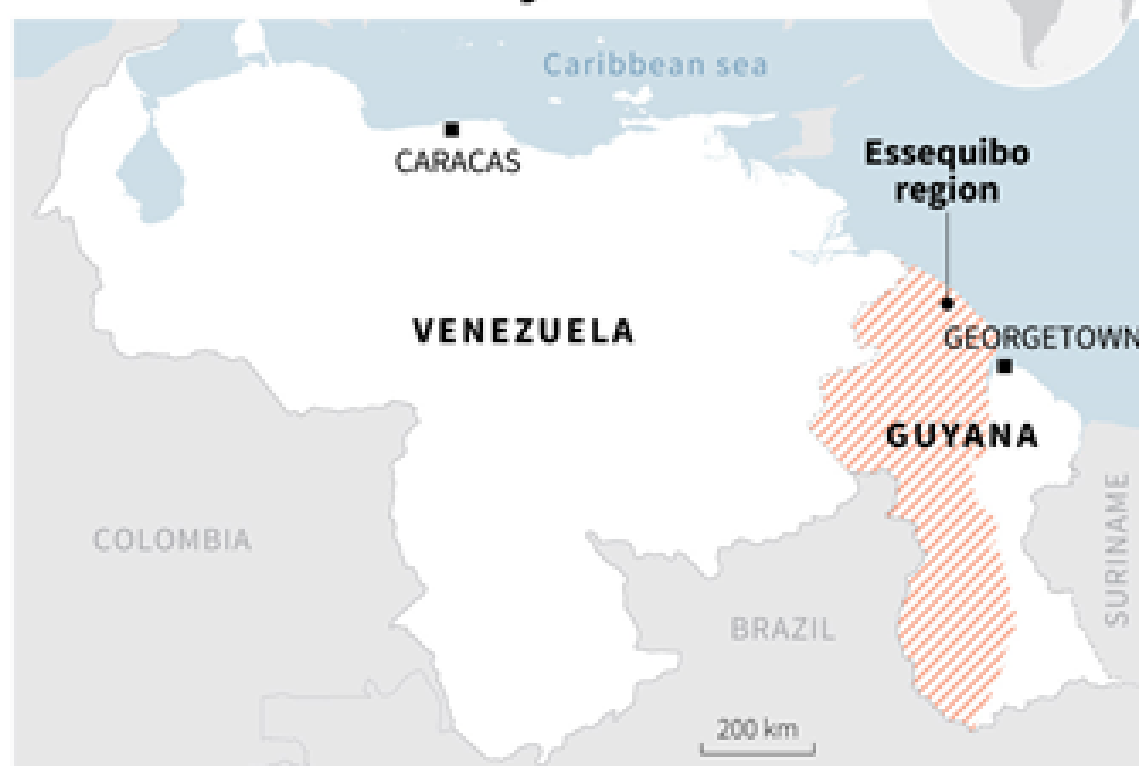 Caribbean sea
CARACAS
Essequibo
region
VENEZUELA
GEORGETOWN
GUYANA
COLOMBIA
SURINAME
BRAZIL
200 km